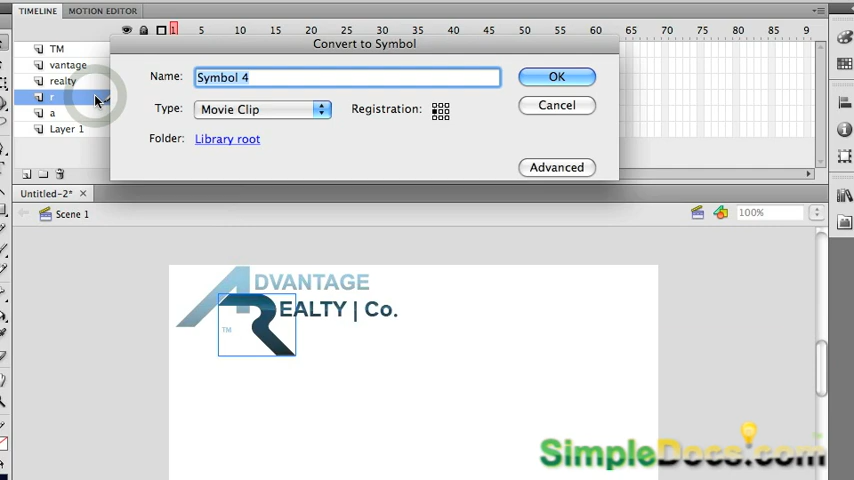 TIMELINE MOTION EDITOR
1 5 10 15 20 25 30 35 40 45 50 55 60 65 70 75 80 85 9
Convert to Symbol
TM
vantage
realty
r
a
Layer 1
Name: Symbol 4 OK
Type: Movie Clip Registration: Cancel
Folder: Library root
Advanced
Untitled-2*
Scene 1 100%
ADVANTAGE
REALTY | Co.
TM
SimpleDocs.com
TM